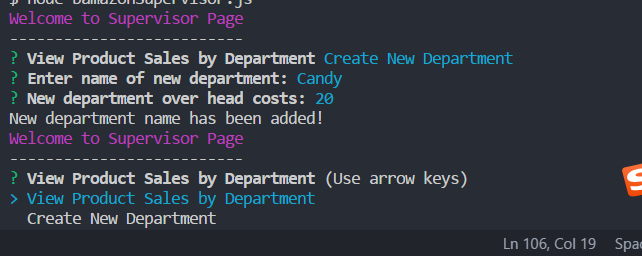 $ node bamazonSupervisor.js
Welcome to Supervisor Page
--------------------------
? View Product Sales by Department Create New Department
? Enter name of new department: Candy
? New department over head costs: 20
New department name has been added!
Welcome to Supervisor Page
--------------------------
? View Product Sales by Department (Use arrow keys)
> View Product Sales by Department
  Create New Department
Ln 106, Col 19